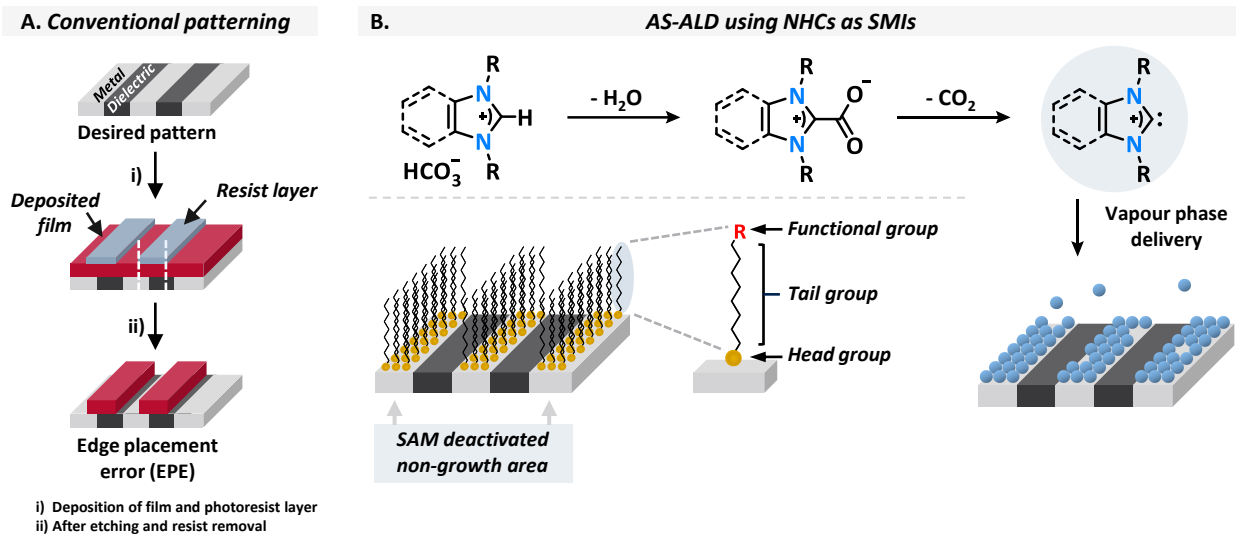 A. Conventional patterning
Metal
Dielectric
Desired pattern
i)
Deposited
film
Resist layer
ii)
Edge placement
error (EPE)
i) Deposition of film and photoresist layer
ii) After etching and resist removal
B. AS-ALD using NHCs as SMIs
R
N
(+)
H
N
R
HCO₃⁻
- H₂O
R
N
(+)
N
R
O⁻
O
- CO₂
R
N
(+)
:
N
R
Vapour phase
delivery
R
Functional group
Tail group
Head group
SAM deactivated
non-growth area